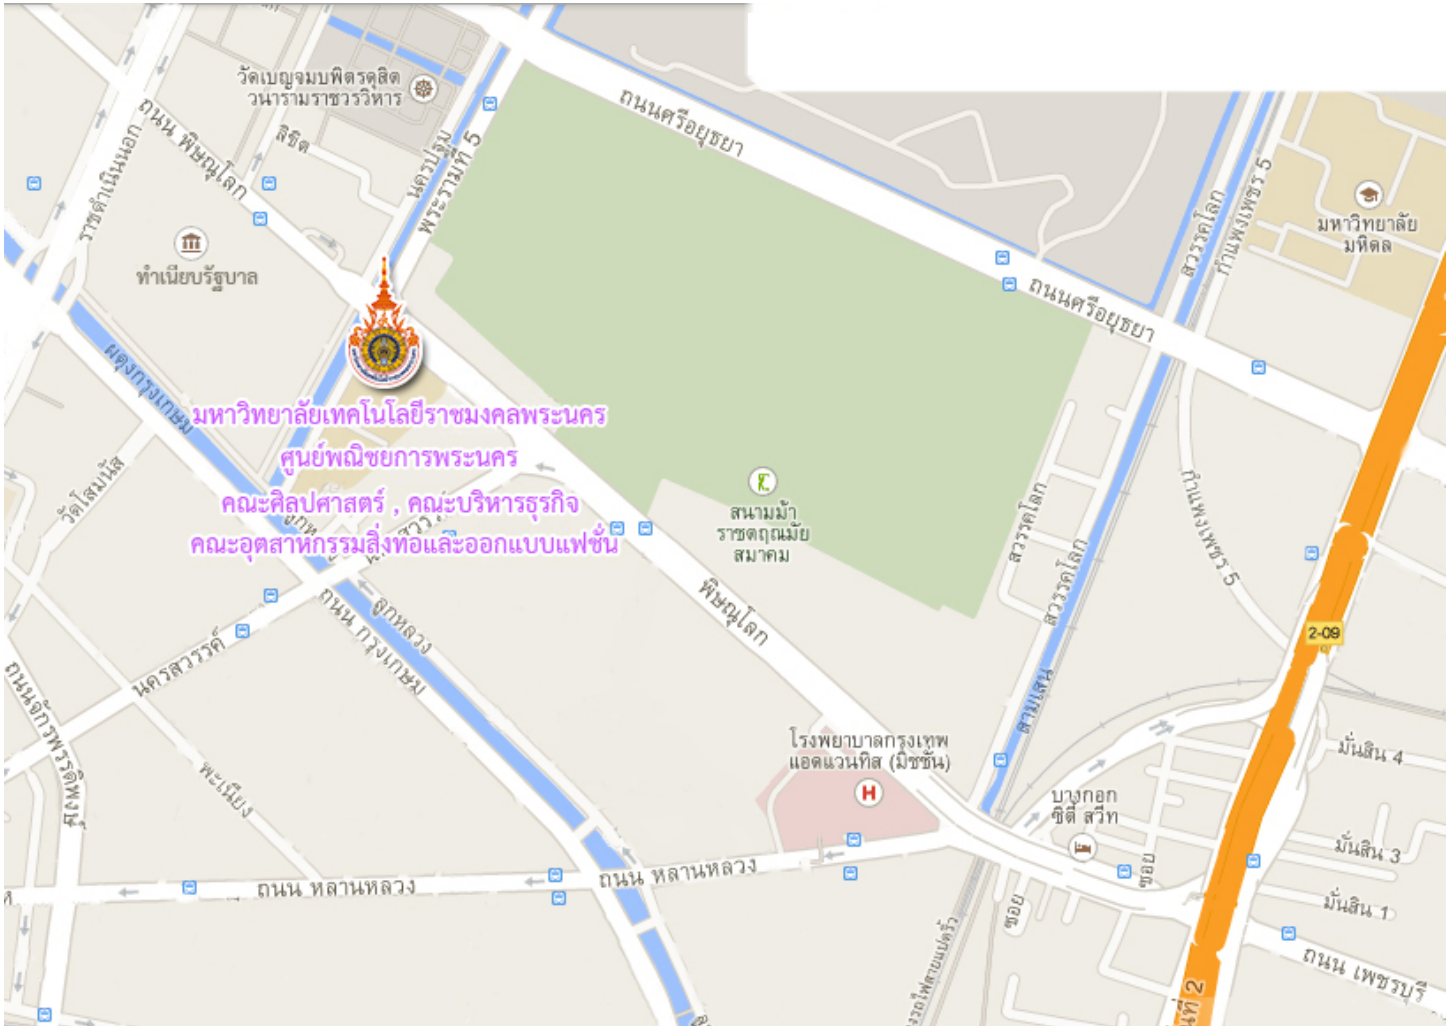 วัดเบญจมบพิตรดุสิต
วนารามราชวรวิหาร
ถนนศรีอยุธยา
ถนน พิษณุโลก
ลิขิต
นครปฐม
พระรามที่ 5
ราชดำเนินนอก
ทำเนียบรัฐบาล
สวรรคโลก
กำแพงเพชร 5
มหาวิทยาลัย
มหิดล
ถนนศรีอยุธยา
ผดุงกรุงเกษม
มหาวิทยาลัยเทคโนโลยีราชมงคลพระนคร
ศูนย์พณิชยการพระนคร
คณะศิลปศาสตร์ , คณะบริหารธุรกิจ
คณะอุตสาหกรรมสิ่งทอและออกแบบแฟชั่น
วัดโสมนัส
สนามม้า
ราชตฤณมัย
สมาคม
สวรรคโลก
สวรรคโลก
กำแพงเพชร 5
พิษณุโลก
ลูกหลวง
ถนน กรุงเกษม
นครสวรรค์
2-09
ถนนจักรพรรดิพงษ์
พะเนียง
สามเสน
โรงพยาบาลกรุงเทพ
แอดแวนทิส (มิชชั่น)
H
บางกอก
ซิตี้ สวีท
มั่นสิน 4
มั่นสิน 3
มั่นสิน 1
ซอย
ซอย
ถนน หลานหลวง
ถนน หลานหลวง
ถนน เพชรบุรี